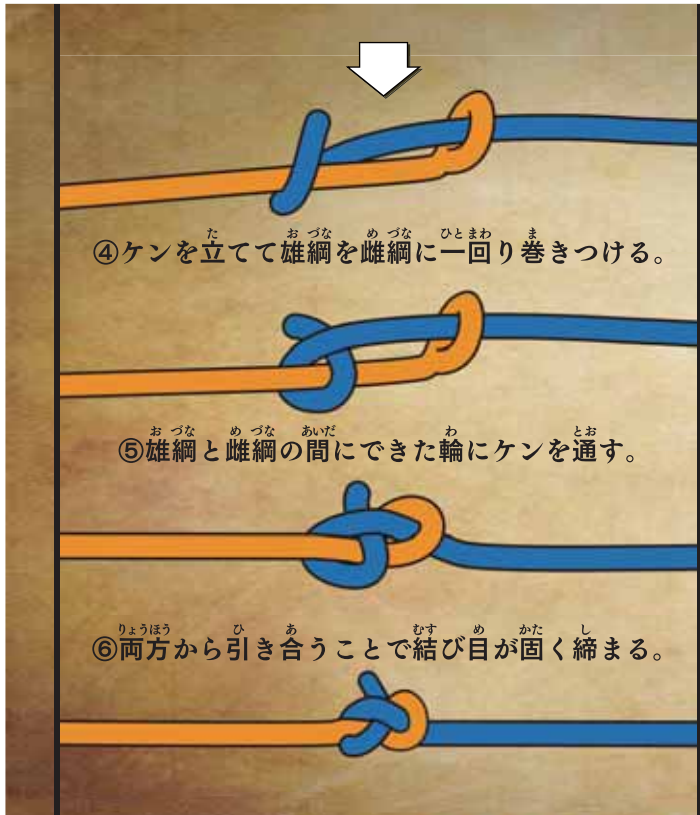 ④ケンを立てて雄綱を雌綱に一回り巻きつける。
⑤雄綱と雌綱の間にできた輪にケンを通す。
⑥両方から引き合うことで結び目が固く締まる。